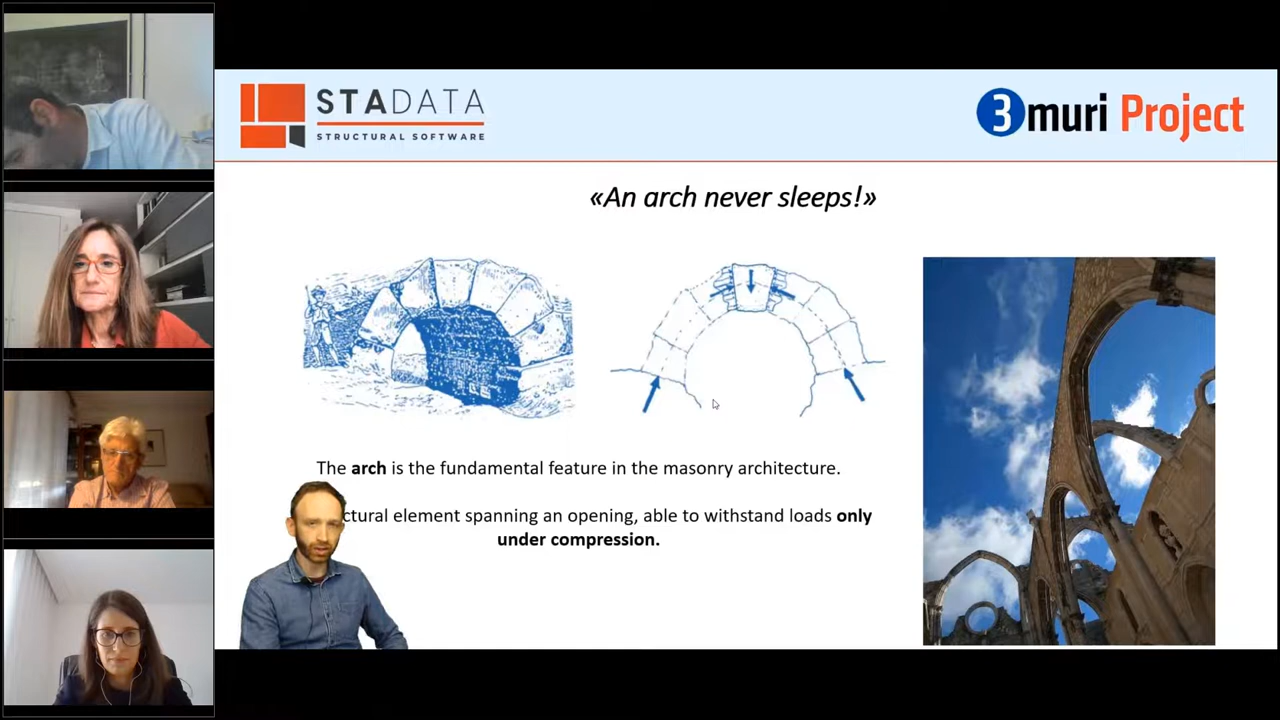 STADATA
STRUCTURAL SOFTWARE
3muri Project
«An arch never sleeps!»
The arch is the fundamental feature in the masonry architecture.
ctural element spanning an opening, able to withstand loads only
under compression.